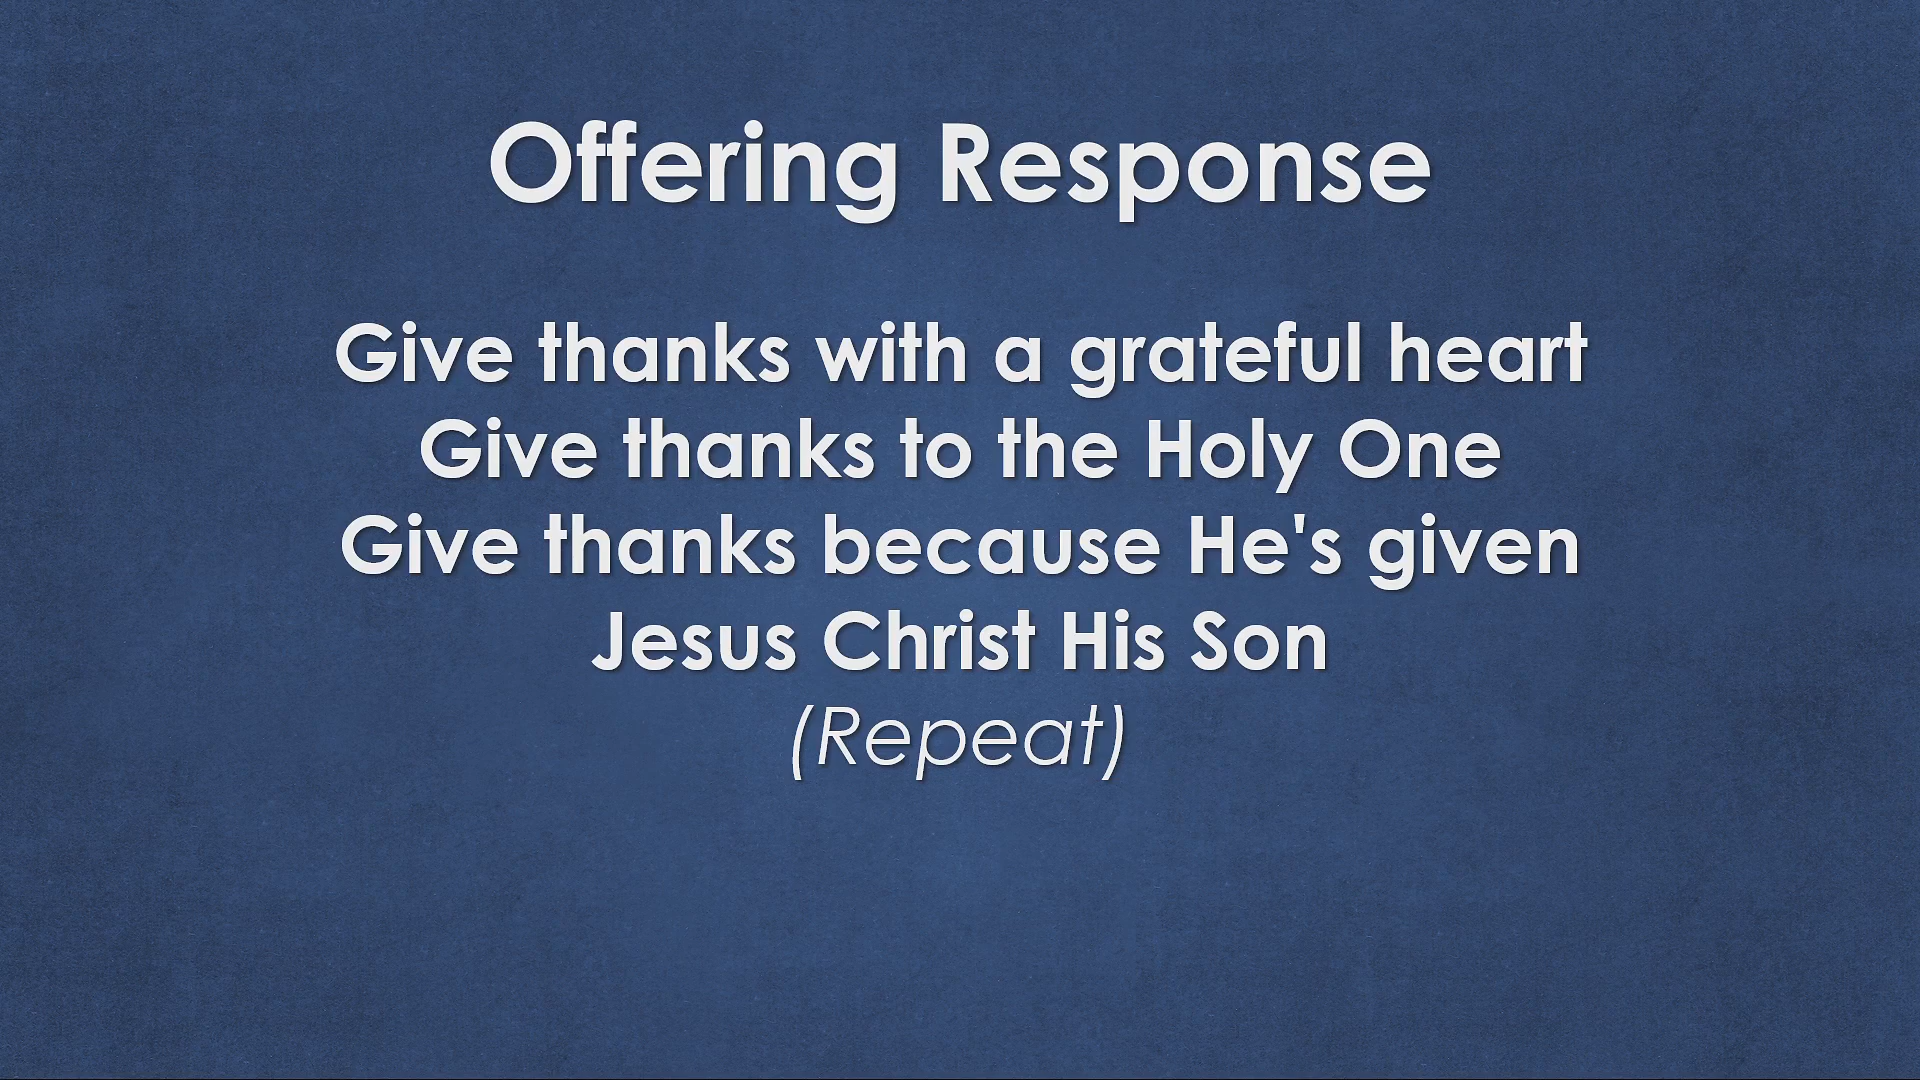 Offering Response
Give thanks with a grateful heart
Give thanks to the Holy One
Give thanks because He's given
Jesus Christ His Son
(Repeat)